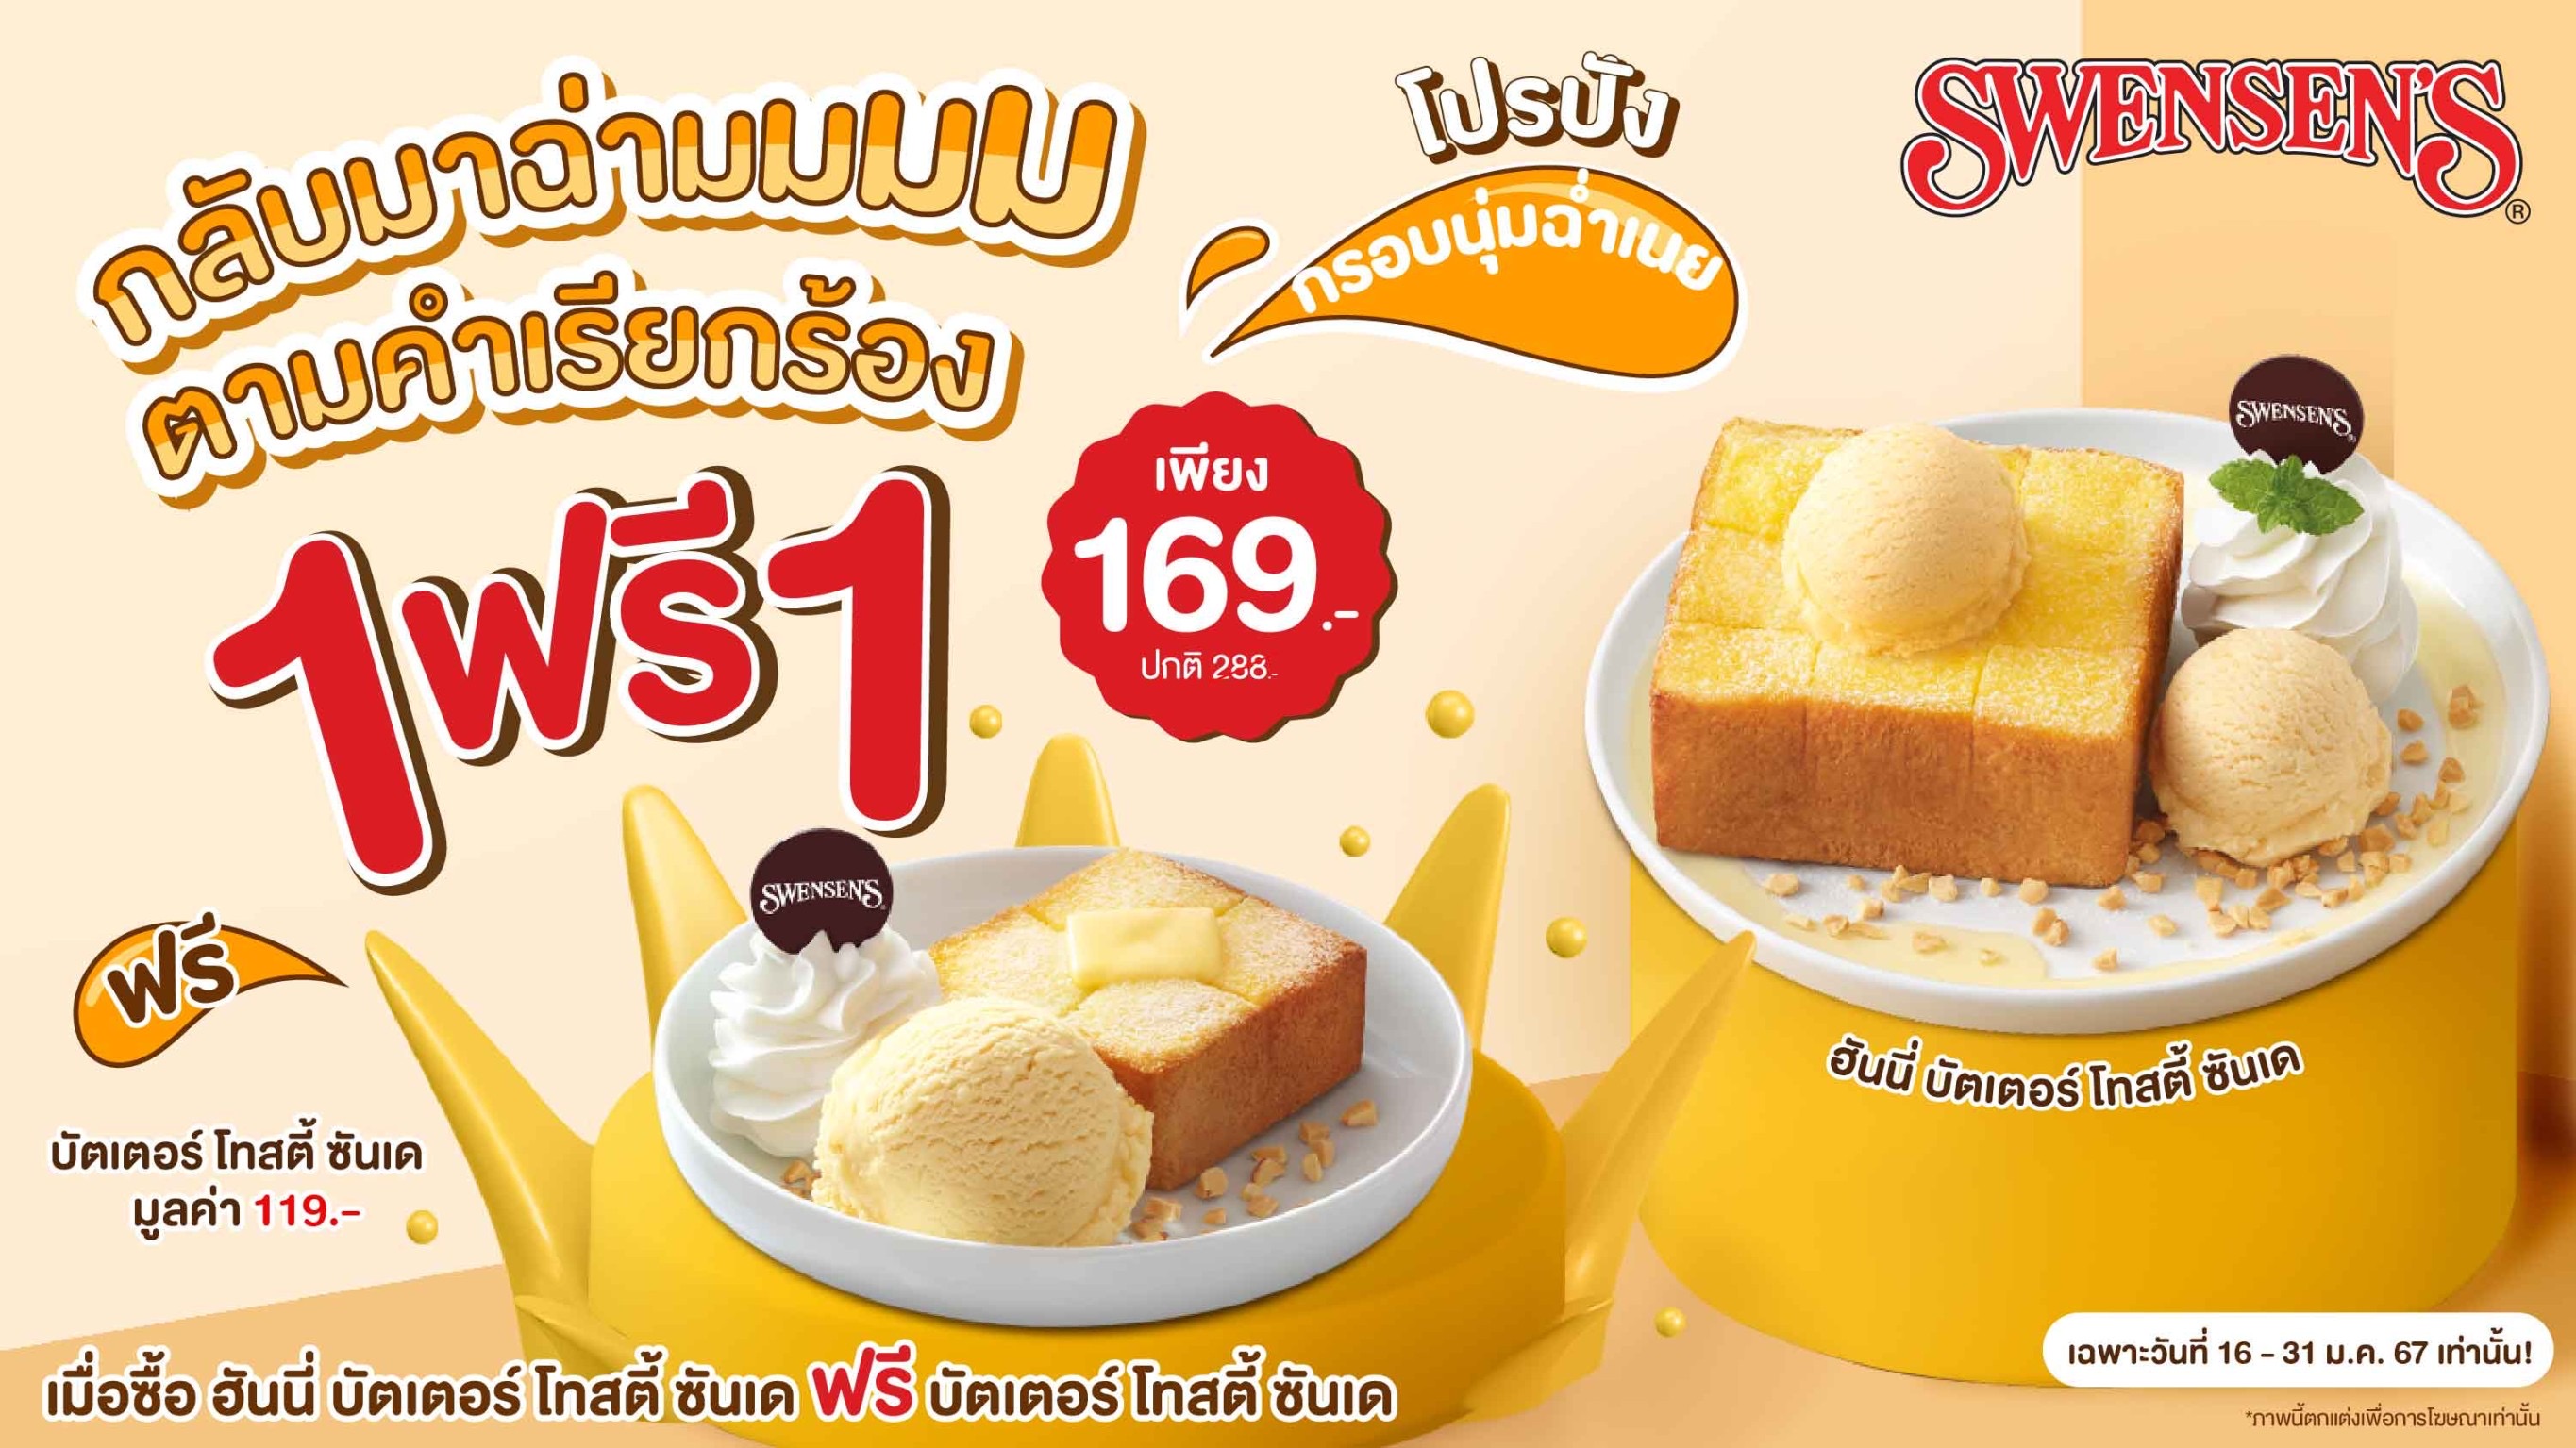 กลับมาฉ่ามมมมม
ตามคำเรียกร้อง
1ฟรี1
โปรปัง
กรอบนุ่มฉ่ำเนย
SWENSEN'S®
เพียง
169.-
ปกติ 288.-
SWENSEN'S
SWENSEN'S
ฟรี
บัตเตอร์ โทสตี้ ซันเด
มูลค่า 119.-
ฮันนี่ บัตเตอร์ โทสตี้ ซันเด
เมื่อซื้อ ฮันนี่ บัตเตอร์ โทสตี้ ซันเด ฟรี บัตเตอร์ โทสตี้ ซันเด
เฉพาะวันที่ 16 - 31 ม.ค. 67 เท่านั้น!
*ภาพนี้ตกแต่งเพื่อการโฆษณาเท่านั้น